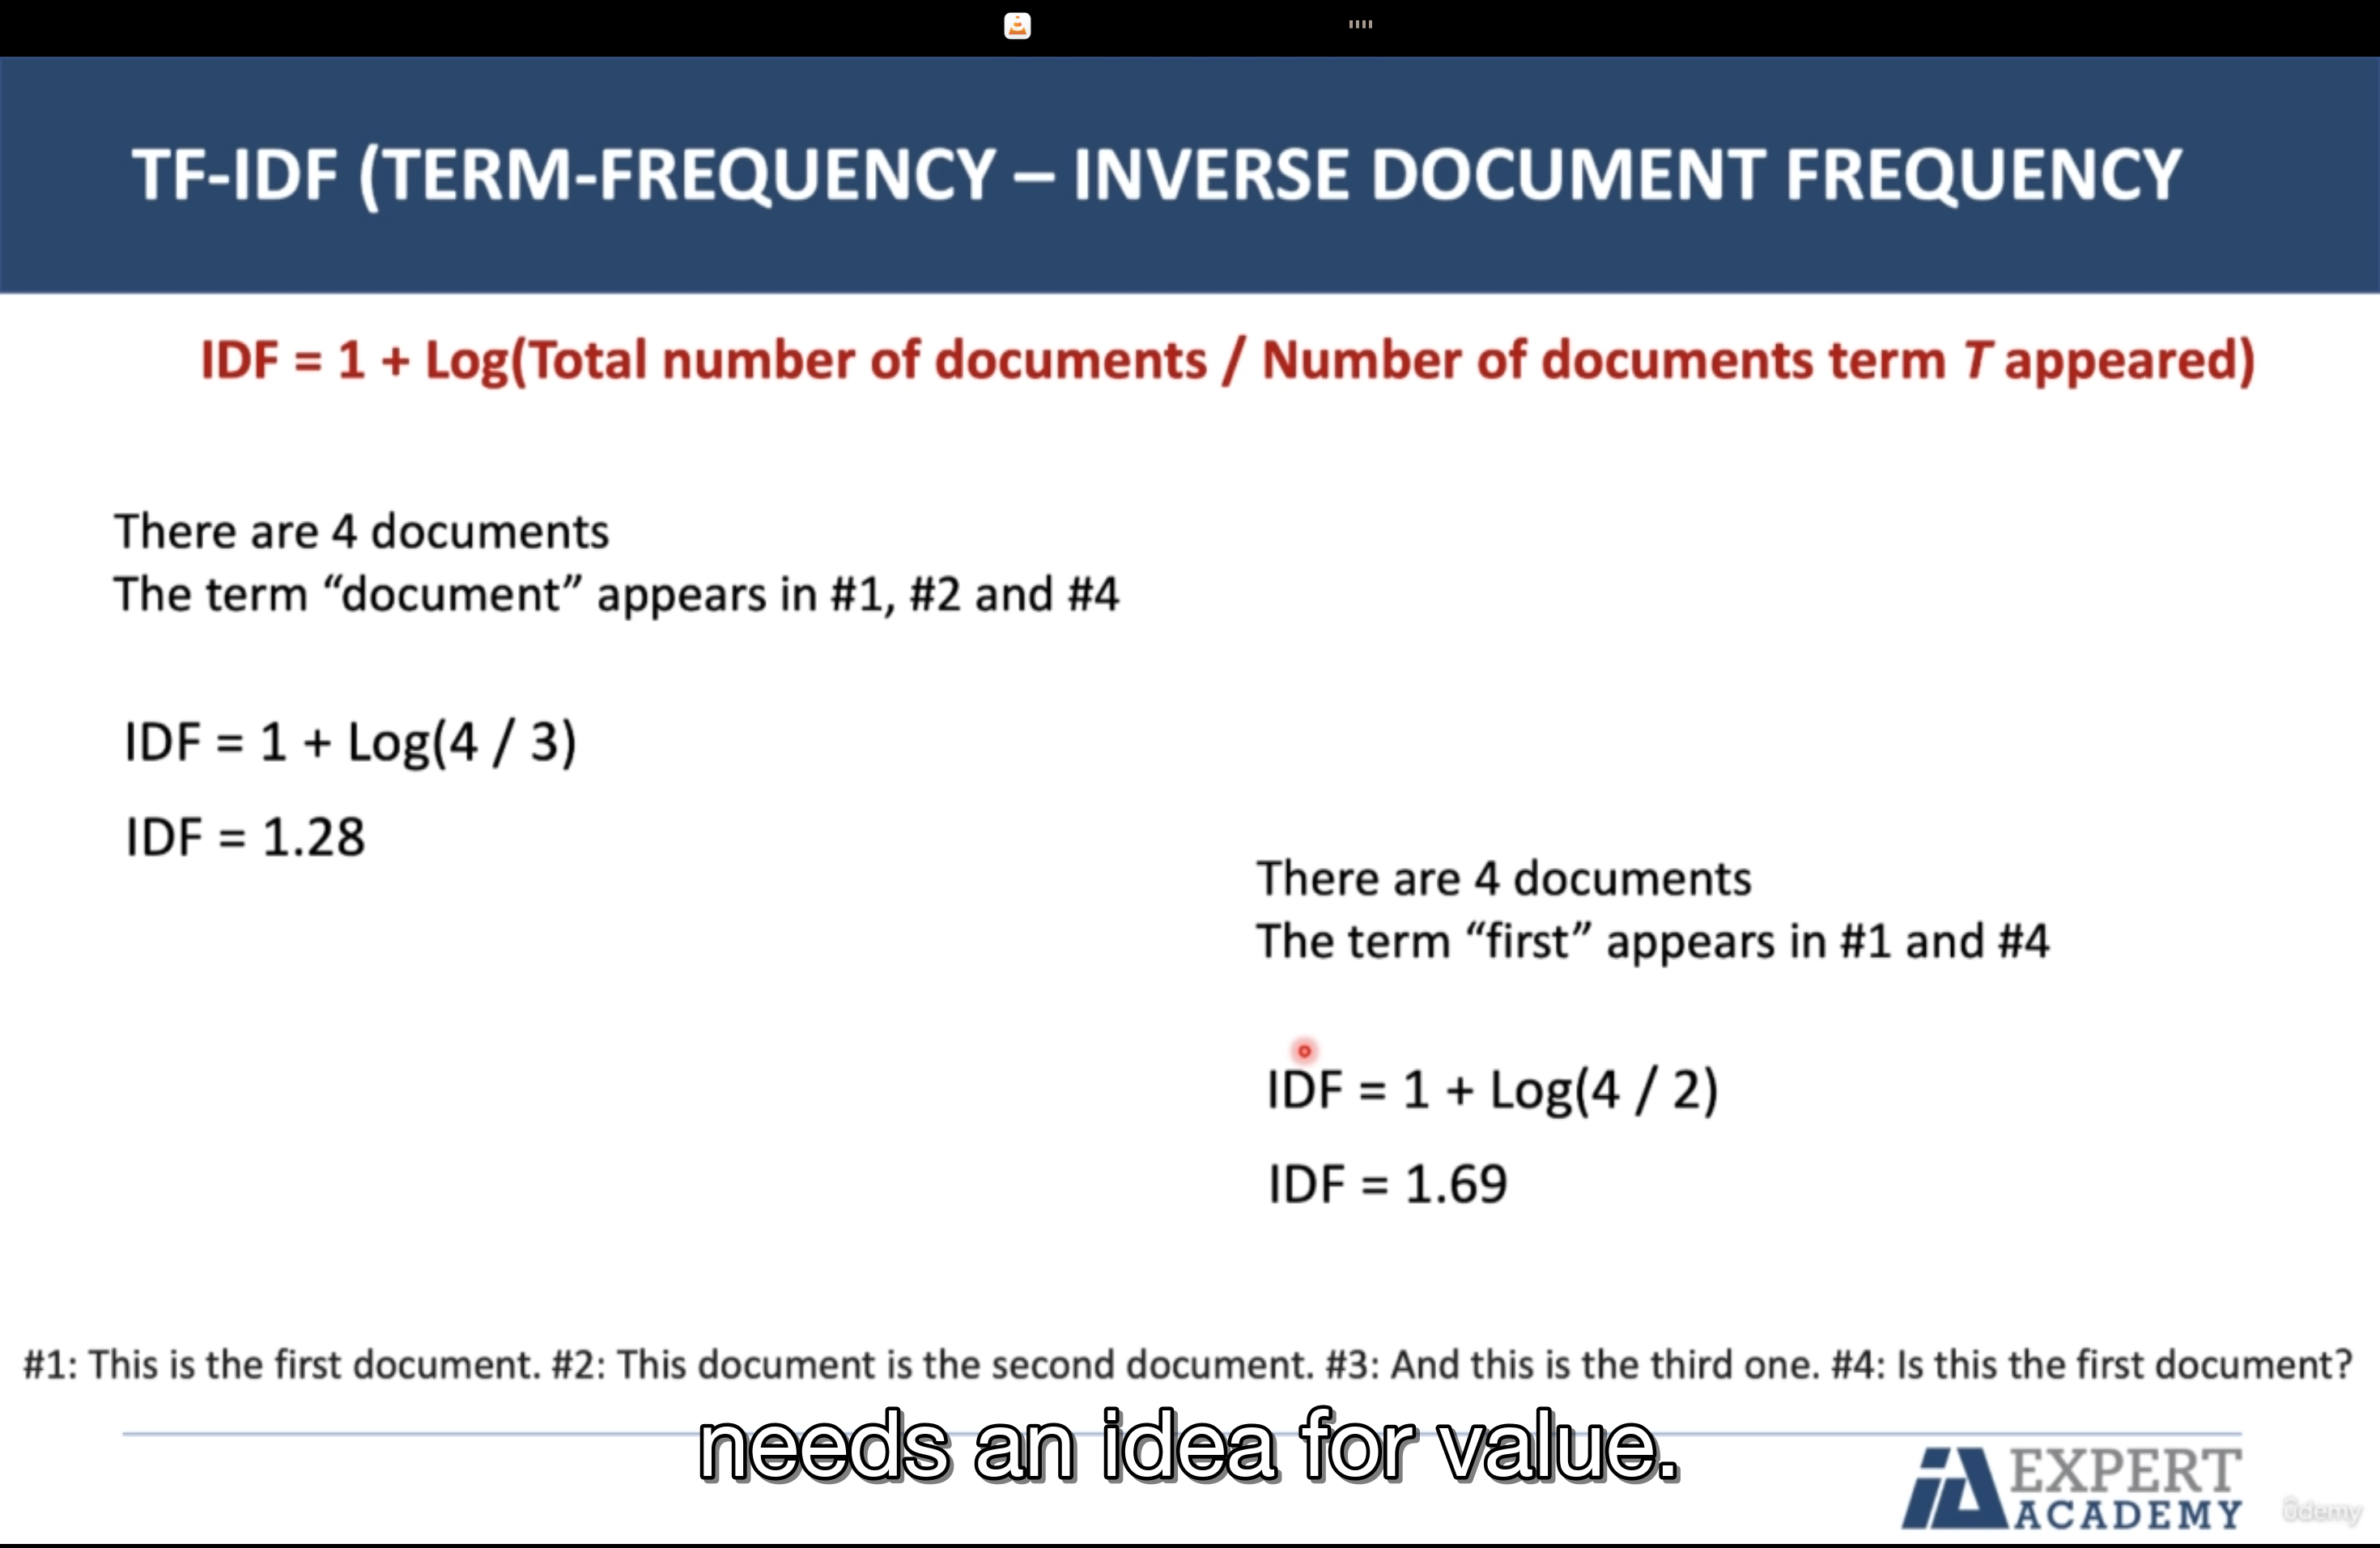 TF-IDF (TERM-FREQUENCY – INVERSE DOCUMENT FREQUENCY
IDF = 1 + Log(Total number of documents / Number of documents term T appeared)
There are 4 documents
The term “document” appears in #1, #2 and #4
IDF = 1 + Log(4 / 3)
IDF = 1.28
There are 4 documents
The term “first” appears in #1 and #4
IDF = 1 + Log(4 / 2)
IDF = 1.69
#1: This is the first document. #2: This document is the second document. #3: And this is the third one. #4: Is this the first document?
needs an idea for value.
IA EXPERT
ACADEMY
ûdemy